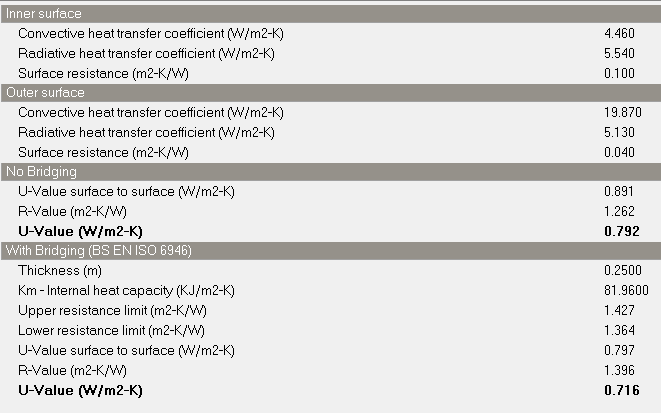 Inner surface
Convective heat transfer coefficient (W/m2-K) 4.460
Radiative heat transfer coefficient (W/m2-K) 5.540
Surface resistance (m2-K/W) 0.100
Outer surface
Convective heat transfer coefficient (W/m2-K) 19.870
Radiative heat transfer coefficient (W/m2-K) 5.130
Surface resistance (m2-K/W) 0.040
No Bridging
U-Value surface to surface (W/m2-K) 0.891
R-Value (m2-K/W) 1.262
U-Value (W/m2-K) 0.792
With Bridging (BS EN ISO 6946)
Thickness (m) 0.2500
Km - Internal heat capacity (KJ/m2-K) 81.9600
Upper resistance limit (m2-K/W) 1.427
Lower resistance limit (m2-K/W) 1.364
U-Value surface to surface (W/m2-K) 0.797
R-Value (m2-K/W) 1.396
U-Value (W/m2-K) 0.716